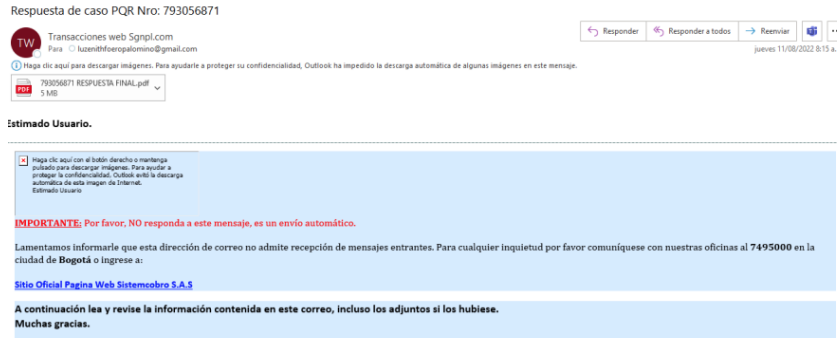 Respuesta de caso PQR Nro: 793056871
TW
Transacciones web Sgnpl.com
Para luzenithfoeropalomino@gmail.com
Responder
Responder a todos
Reenviar
jueves 11/08/2022 8:15 a.
Haga clic aquí para descargar imágenes. Para ayudarle a proteger su confidencialidad, Outlook ha impedido la descarga automática de algunas imágenes en este mensaje.
PDF
793056871 RESPUESTA FINAL.pdf
5 MB
Estimado Usuario.
Haga clic aquí con el botón derecho o mantenga
pulsado para descargar imágenes. Para ayudar a
proteger la confidencialidad, Outlook evitó la descarga
automática de esta imagen de Internet.
Estimado Usuario
IMPORTANTE: Por favor, NO responda a este mensaje, es un envío automático.
Lamentamos informarle que esta dirección de correo no admite recepción de mensajes entrantes. Para cualquier inquietud por favor comuníquese con nuestras oficinas al 7495000 en la
ciudad de Bogotá o ingrese a:
Sitio Oficial Pagina Web Sistemcobro S.A.S
A continuación lea y revise la información contenida en este correo, incluso los adjuntos si los hubiese.
Muchas gracias.